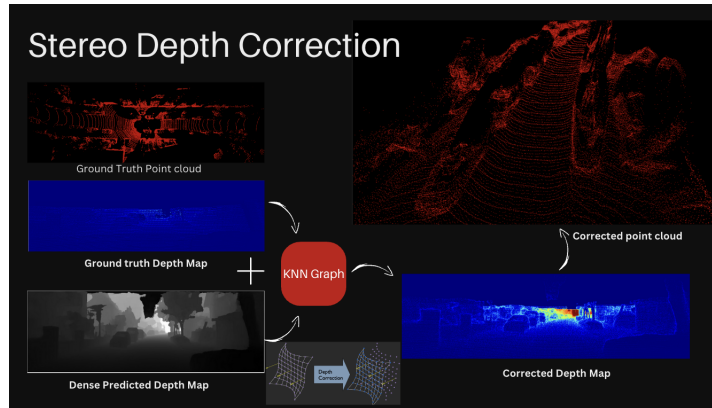 Stereo Depth Correction
Ground Truth Point cloud
Ground truth Depth Map
KNN Graph
Dense Predicted Depth Map
Depth
Correction
Corrected point cloud
Corrected Depth Map